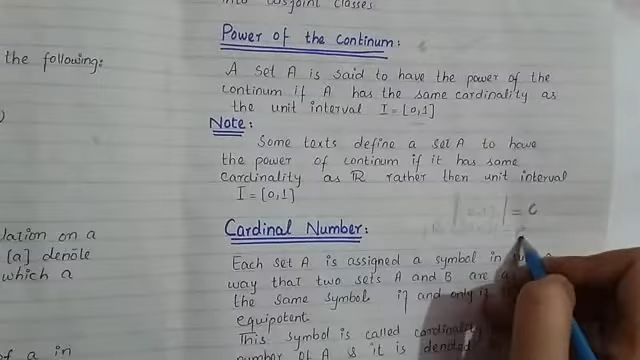 into disjoint classes
Power of the Continum:
A set A is said to have the power of the
continum if A has the same cardinality as
the unit interval I = [0,1]
Note:
Some texts define a set A to have
the power of continum if it has same
cardinality as R rather then unit interval
I = [0,1]
= c
Cardinal Number:
Each set A is assigned a symbol in
way that two sets A and B are
the same symbol if and only if
equipotent.
This symbol is called cardinality
number of A & it is denoted
the following:
lation on a
[a] denote
which a
of a in